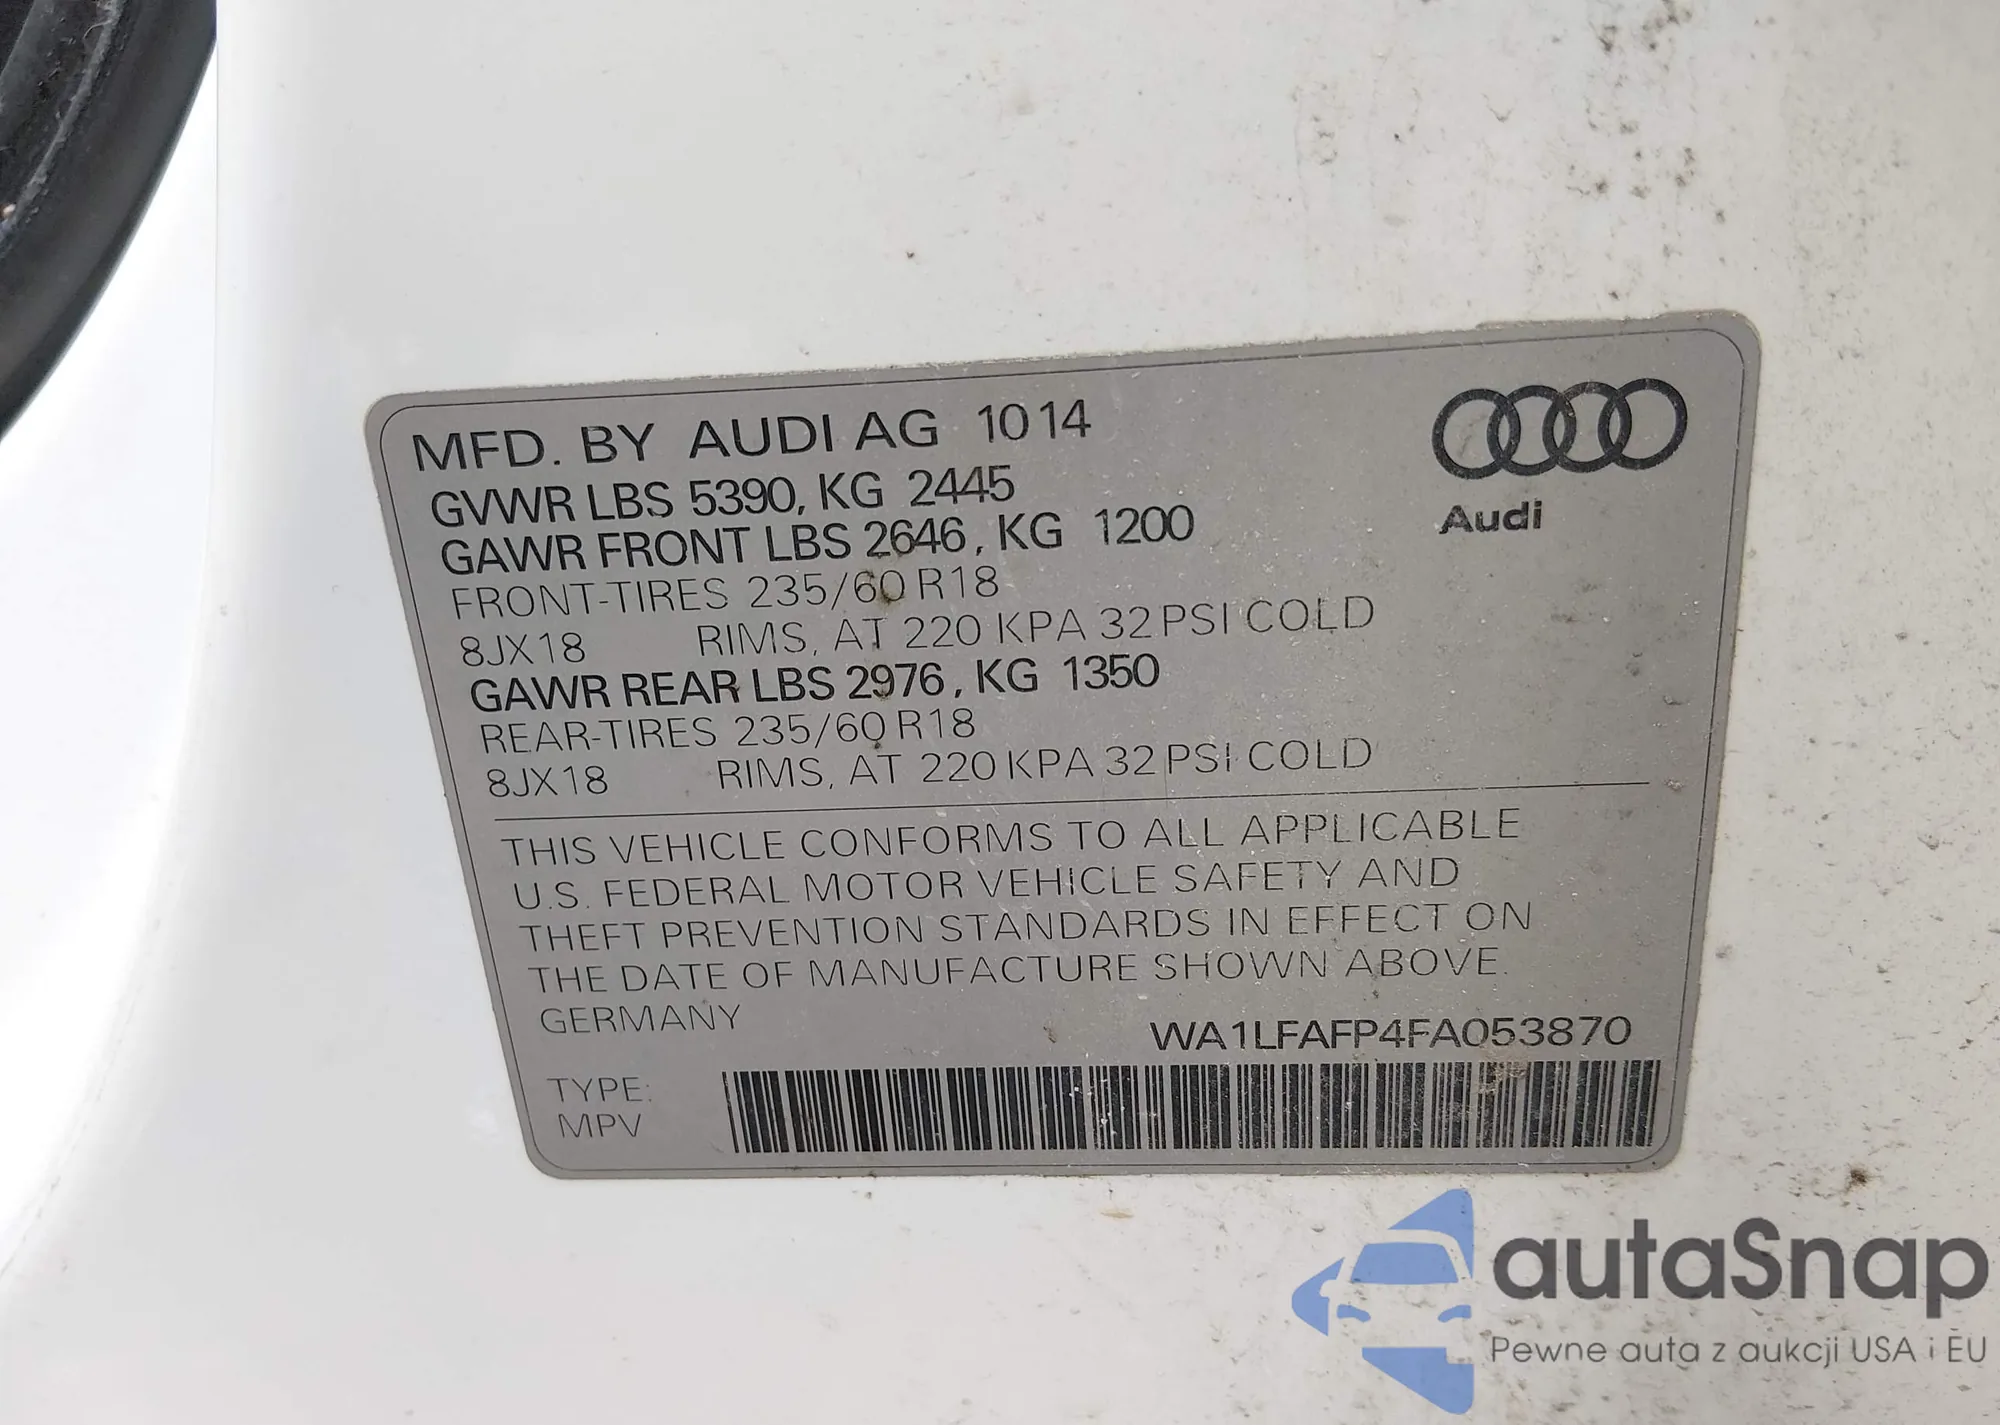 MFD. BY AUDI AG 10 14
GVWR LBS 5390, KG 2445
GAWR FRONT LBS 2646, KG 1200
FRONT-TIRES 235/60 R18
8JX18 RIMS, AT 220 KPA 32 PSI COLD
GAWR REAR LBS 2976, KG 1350
REAR-TIRES 235/60 R18
8JX18 RIMS, AT 220 KPA 32 PSI COLD
Audi
THIS VEHICLE CONFORMS TO ALL APPLICABLE
U.S. FEDERAL MOTOR VEHICLE SAFETY AND
THEFT PREVENTION STANDARDS IN EFFECT ON
THE DATE OF MANUFACTURE SHOWN ABOVE.
GERMANY
WA1LFAFP4FA053870
TYPE:
MPV
autaSnap
Pewne auta z aukcji USA i EU